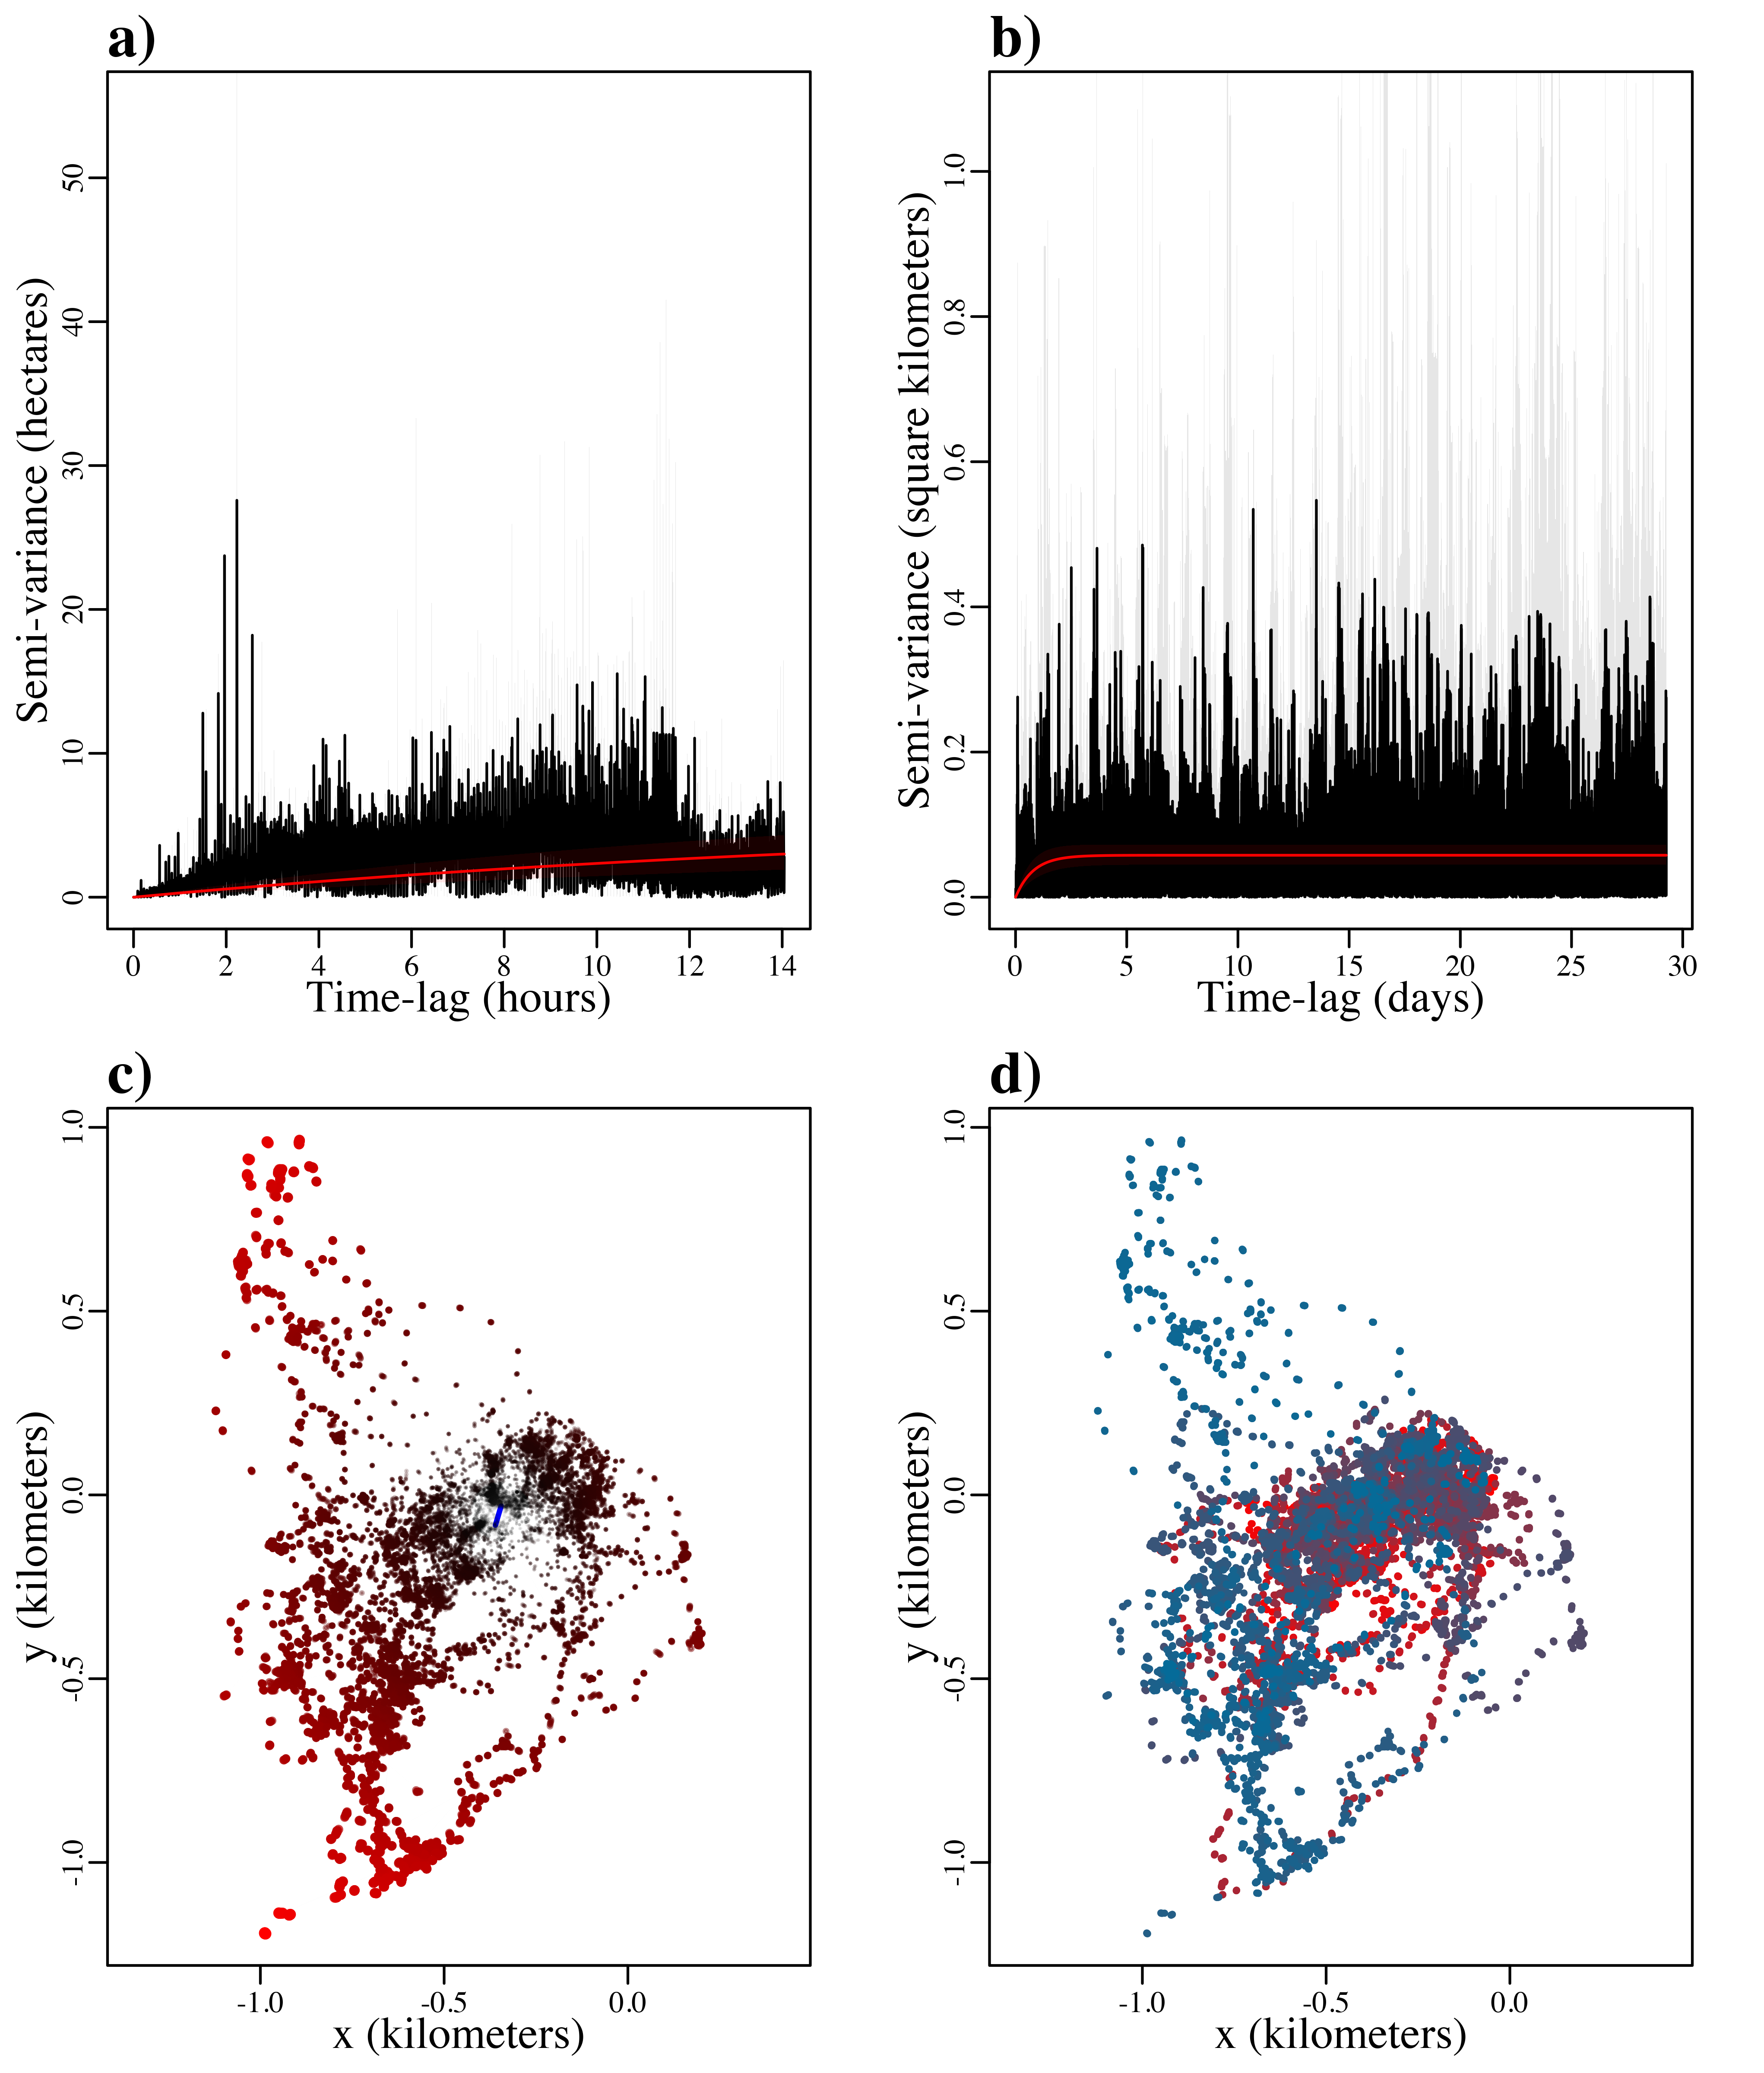 a)
Semi-variance (hectares)
0 10 20 30 40 50
0 2 4 6 8 10 12 14
Time-lag (hours)
b)
Semi-variance (square kilometers)
0.0 0.2 0.4 0.6 0.8 1.0
0 5 10 15 20 25 30
Time-lag (days)
c)
y (kilometers)
-1.0 -0.5 0.0 0.5 1.0
-1.0 -0.5 0.0
x (kilometers)
d)
y (kilometers)
-1.0 -0.5 0.0 0.5 1.0
-1.0 -0.5 0.0
x (kilometers)